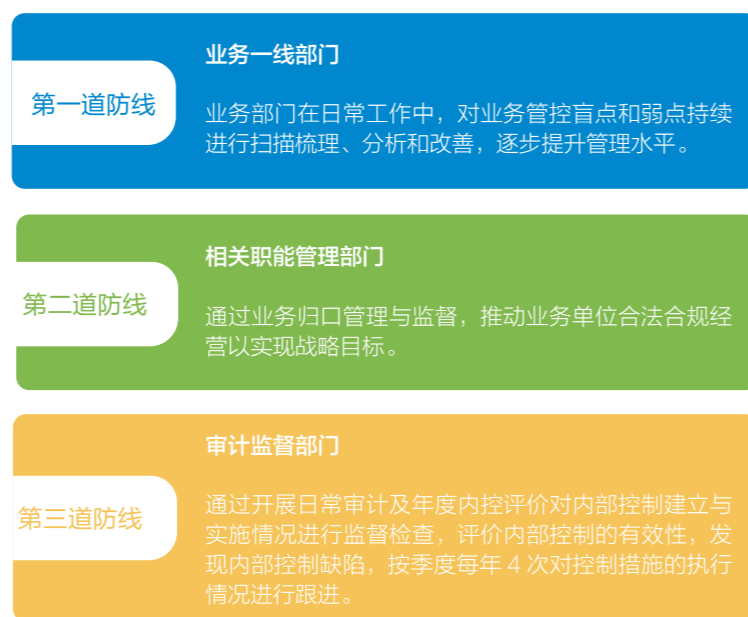 第一道防线
业务一线部门
业务部门在日常工作中，对业务管控盲点和弱点持续
进行扫描梳理、分析和改善，逐步提升管理水平。
第二道防线
相关职能管理部门
通过业务归口管理与监督，推动业务单位合法合规经
营以实现战略目标。
第三道防线
审计监督部门
通过开展日常审计及年度内控评价对内部控制建立与
实施情况进行监督检查，评价内部控制的有效性，发
现内部控制缺陷，按季度每年 4 次对控制措施的执行
情况进行跟进。